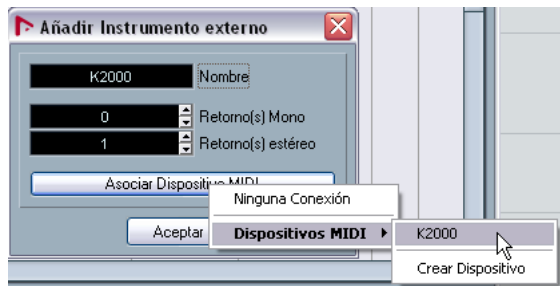 Añadir Instrumento externo
K2000 Nombre
0 Retorno(s) Mono
1 Retorno(s) estéreo
Asociar Dispositivo MIDI
Ninguna Conexión
Aceptar
Dispositivos MIDI
K2000
Crear Dispositivo